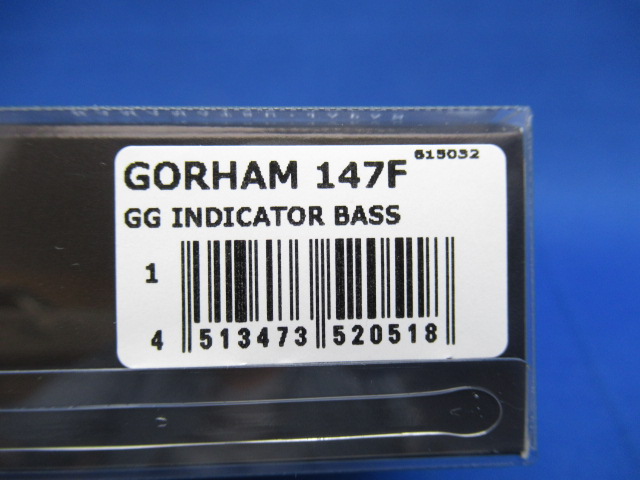 615032
GORHAM 147F
GG INDICATOR BASS
1
4 513473 520518